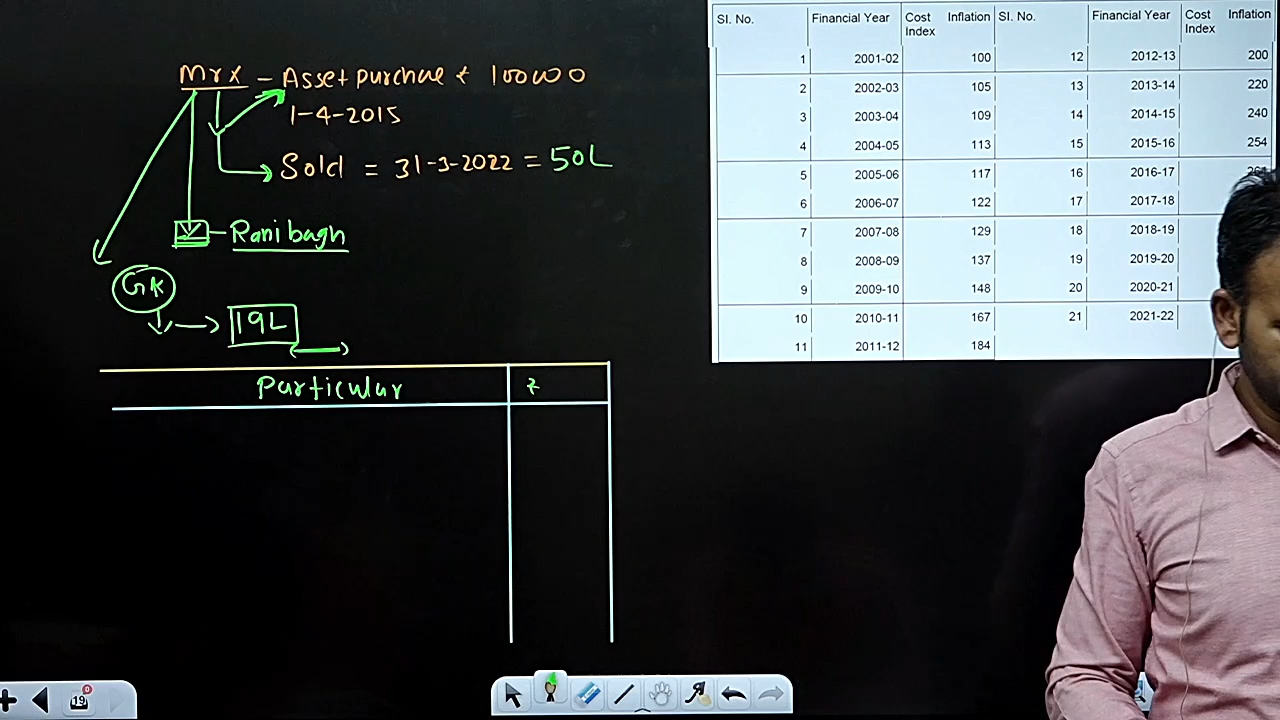 Mr X - Asset purchase ₹ 100000
1-4-2015
Sold = 31-3-2022 = 50L
Rani bagh
19L
Particular ₹
SI. No. Financial Year Cost Inflation Index SI. No. Financial Year Cost Inflation Index
1 2001-02 100 12 2012-13 200
2 2002-03 105 13 2013-14 220
3 2003-04 109 14 2014-15 240
4 2004-05 113 15 2015-16 254
5 2005-06 117 16 2016-17
6 2006-07 122 17 2017-18
7 2007-08 129 18 2018-19
8 2008-09 137 19 2019-20
9 2009-10 148 20 2020-21
10 2010-11 167 21 2021-22
11 2011-12 184
19